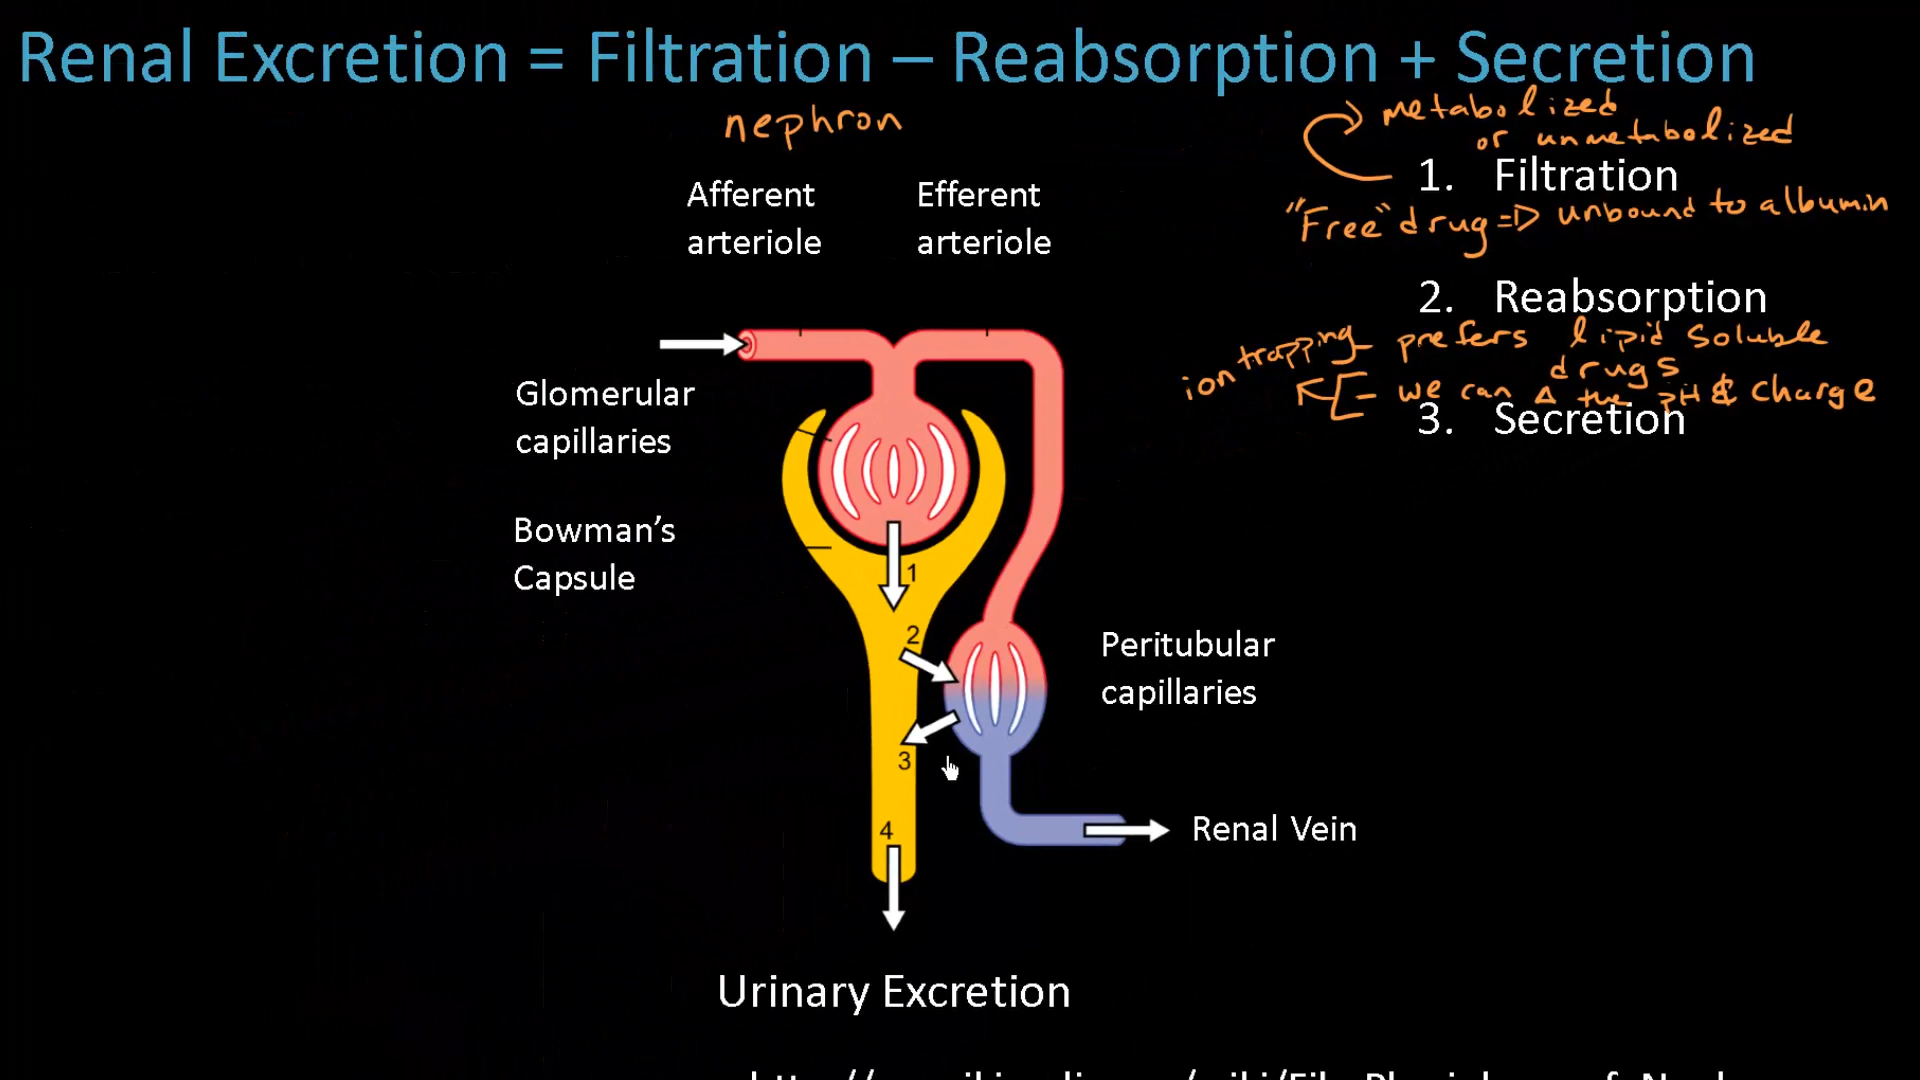 Renal Excretion = Filtration – Reabsorption + Secretion
nephron
metabolized
or unmetabolized
1. Filtration
"Free" drug => unbound to albumin
Afferent
arteriole
Efferent
arteriole
2. Reabsorption
ion trapping
- prefers lipid soluble
drugs
- we can Δ the pH & charge
3. Secretion
Glomerular
capillaries
Bowman's
Capsule
1
2
Peritubular
capillaries
3
4
Renal Vein
Urinary Excretion